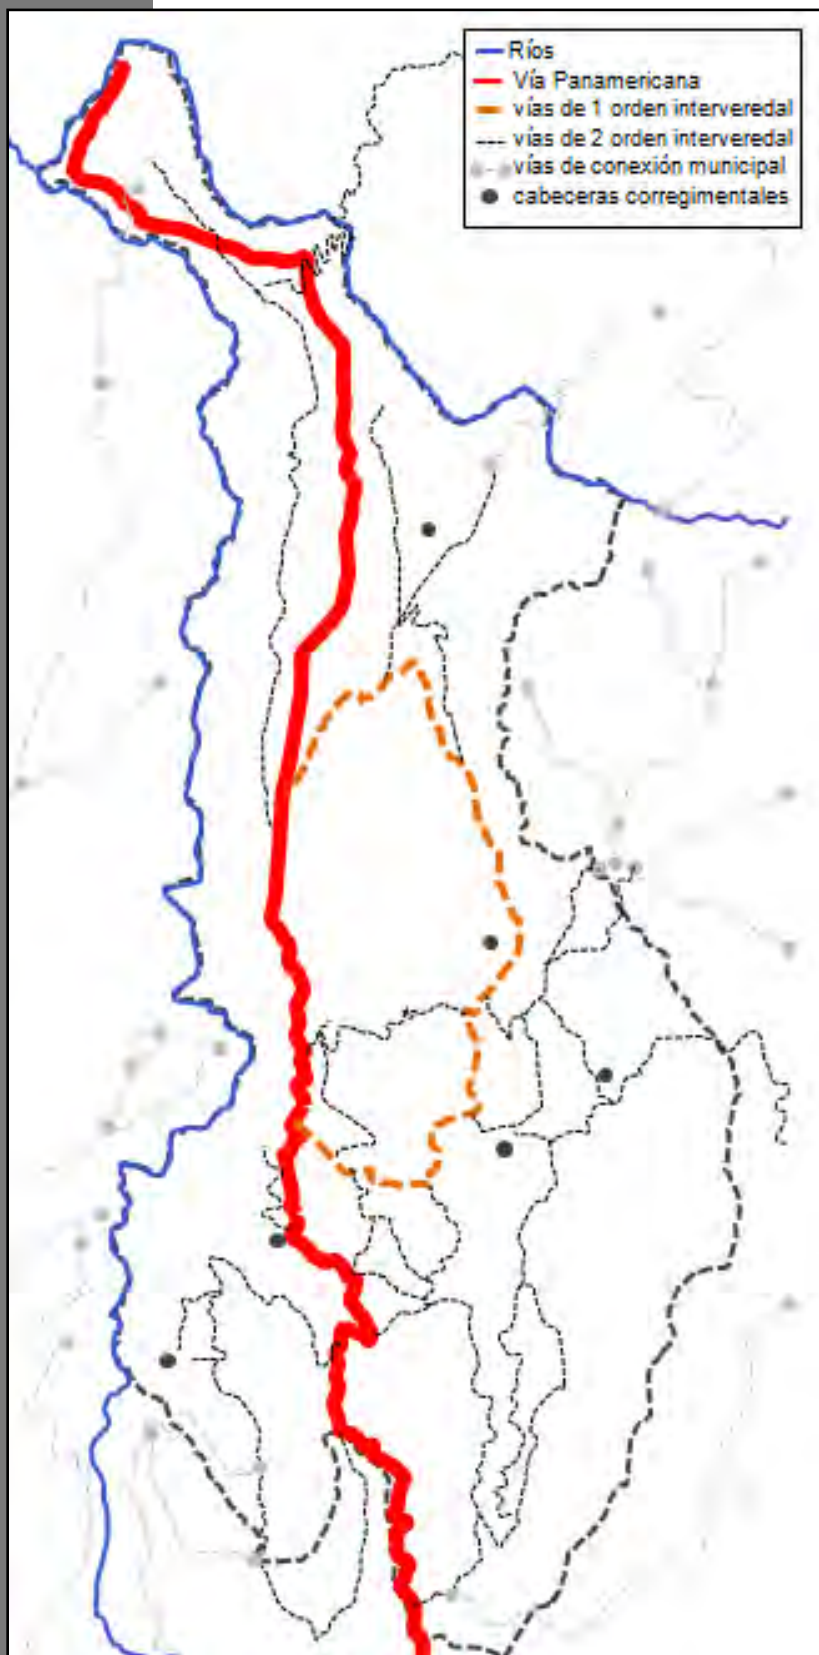 Ríos
Vía Panamericana
vías de 1 orden interveredal
vías de 2 orden interveredal
vías de conexión municipal
cabeceras corregimentales